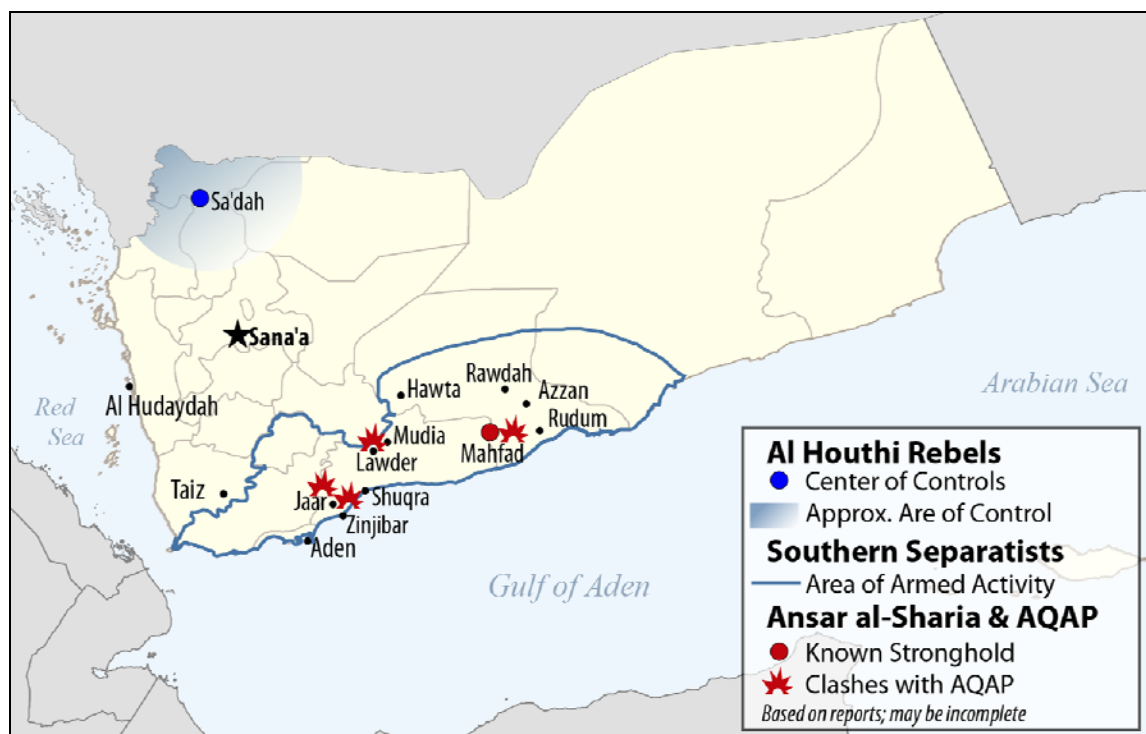 Sa'dah
Sana'a
Al Hudaydah
Red
Sea
Taiz
Hawta
Rawdah
Azzan
Rudum
Mudia
Lawder
Mahfad
Jaar
Shuqra
Zinjibar
Aden
Gulf of Aden
Arabian Sea
Al Houthi Rebels
Center of Controls
Approx. Are of Control
Southern Separatists
Area of Armed Activity
Ansar al-Sharia & AQAP
Known Stronghold
Clashes with AQAP
Based on reports; may be incomplete